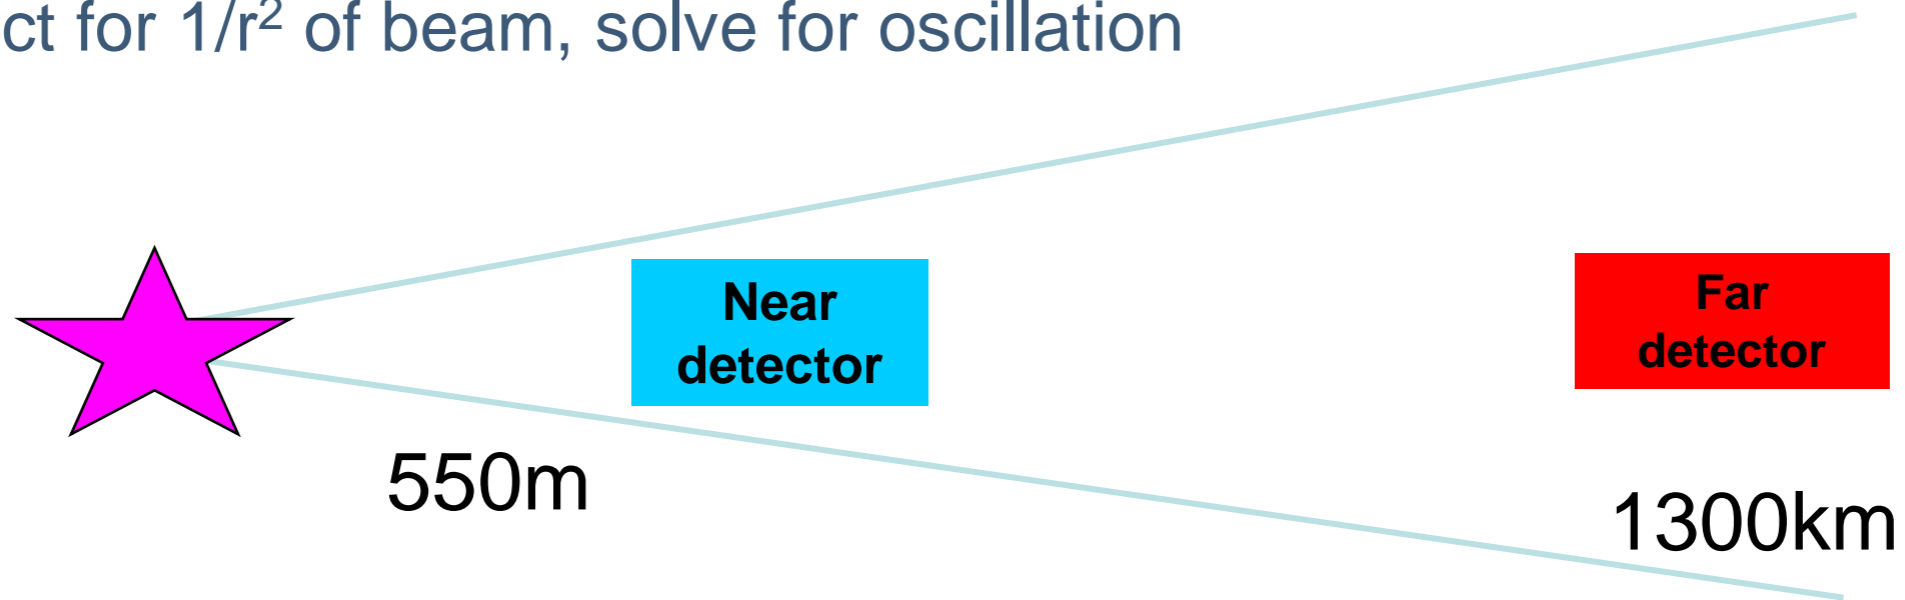 ct for 1/r² of beam, solve for oscillation
Near
detector
Far
detector
550m
1300km